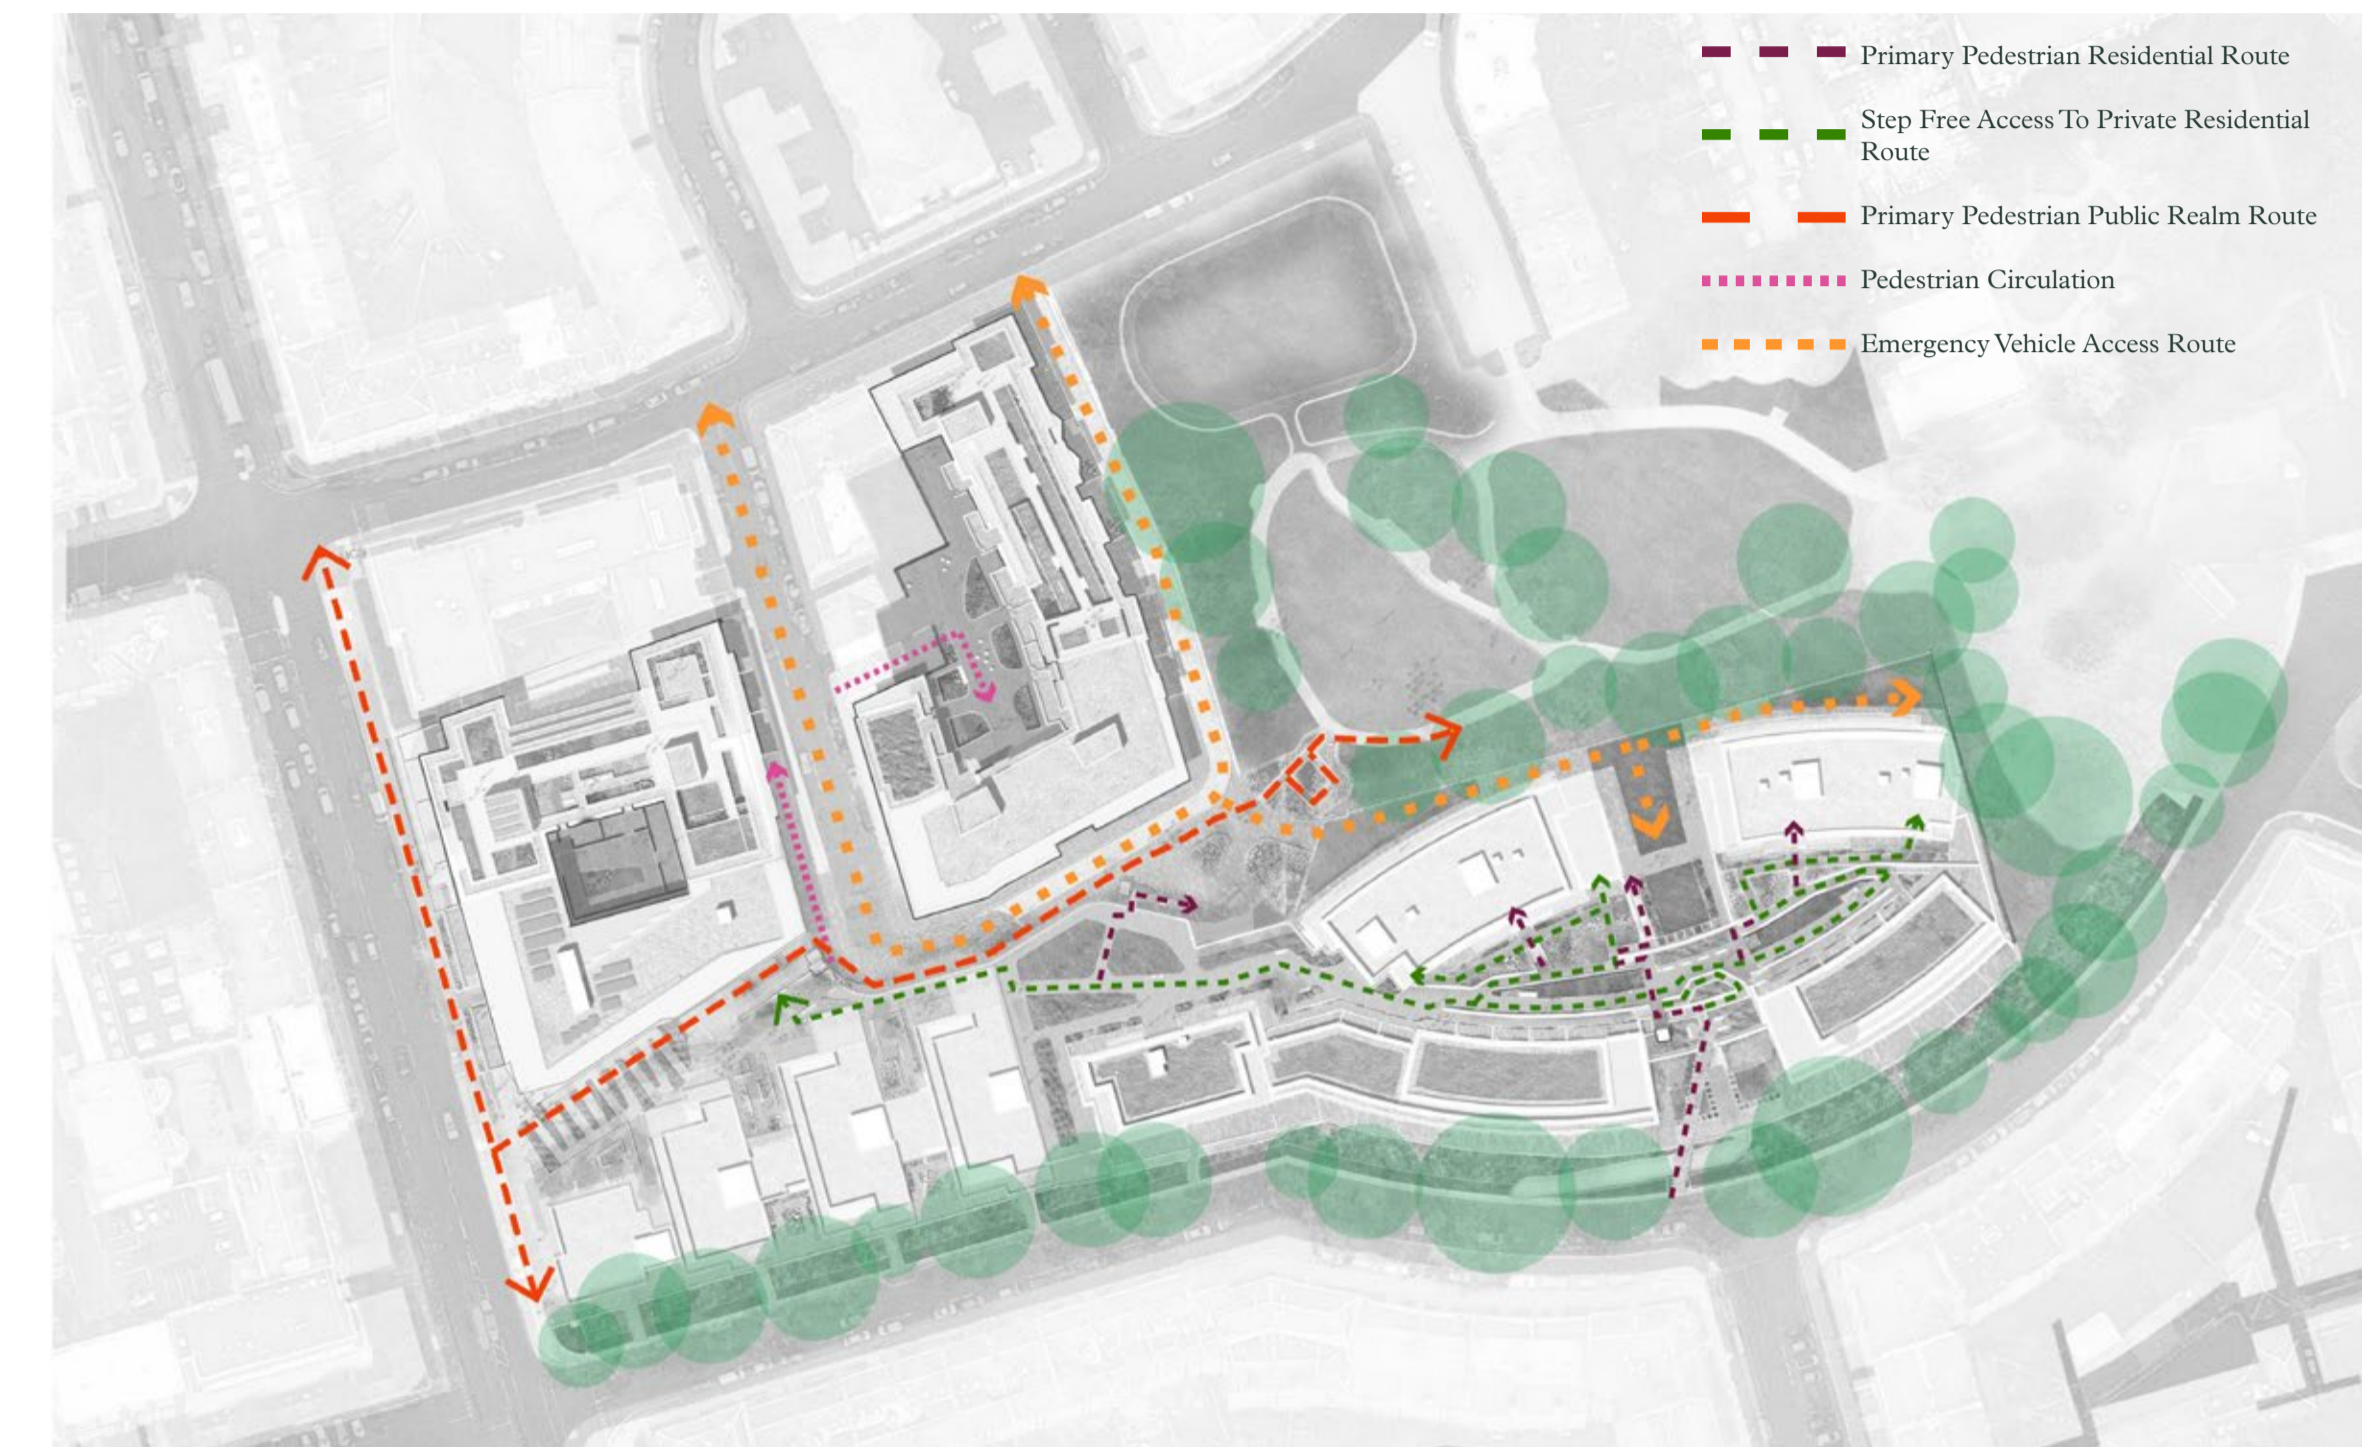 Primary Pedestrian Residential Route
Step Free Access To Private Residential
Route
Primary Pedestrian Public Realm Route
Pedestrian Circulation
Emergency Vehicle Access Route